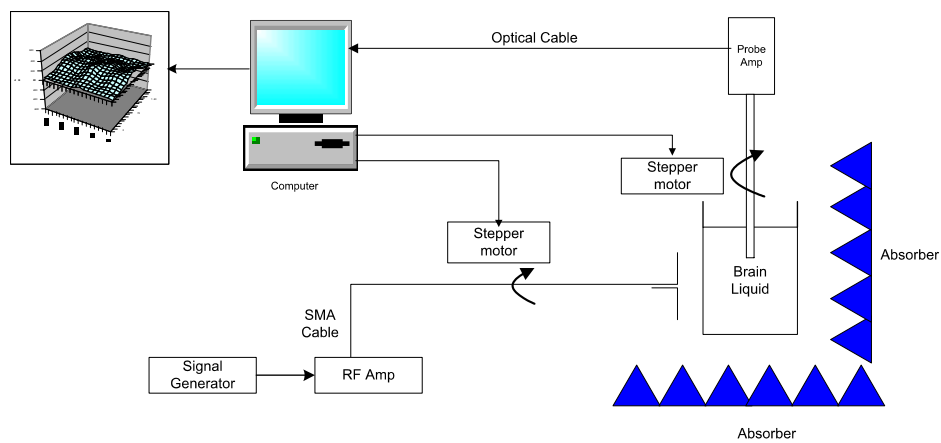 Optical Cable
Probe
Amp
Computer
Stepper
motor
Stepper
motor
Brain
Liquid
Absorber
SMA
Cable
Signal
Generator
RF Amp
Absorber